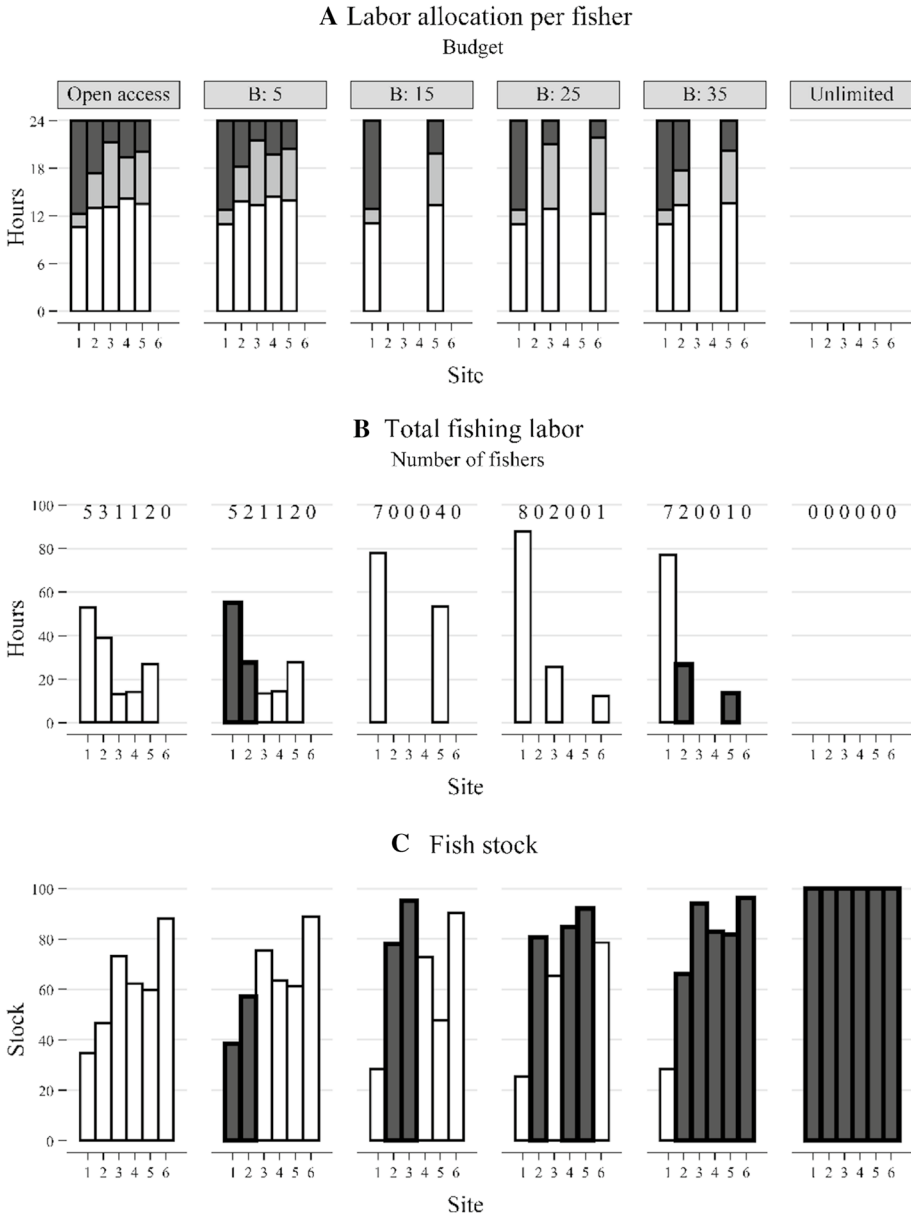 A Labor allocation per fisher
Budget
Open access B: 5 B: 15 B: 25 B: 35 Unlimited
24
18
12
6
0
Hours
1 2 3 4 5 6 1 2 3 4 5 6 1 2 3 4 5 6 1 2 3 4 5 6 1 2 3 4 5 6 1 2 3 4 5 6
Site
B Total fishing labor
Number of fishers
100
5 3 1 1 2 0 5 2 1 1 2 0 7 0 0 0 4 0 8 0 2 0 0 1 7 2 0 0 1 0 0 0 0 0 0 0
80
60
40
20
0
Hours
1 2 3 4 5 6 1 2 3 4 5 6 1 2 3 4 5 6 1 2 3 4 5 6 1 2 3 4 5 6 1 2 3 4 5 6
Site
C Fish stock
100
80
60
40
20
0
Stock
1 2 3 4 5 6 1 2 3 4 5 6 1 2 3 4 5 6 1 2 3 4 5 6 1 2 3 4 5 6 1 2 3 4 5 6
Site